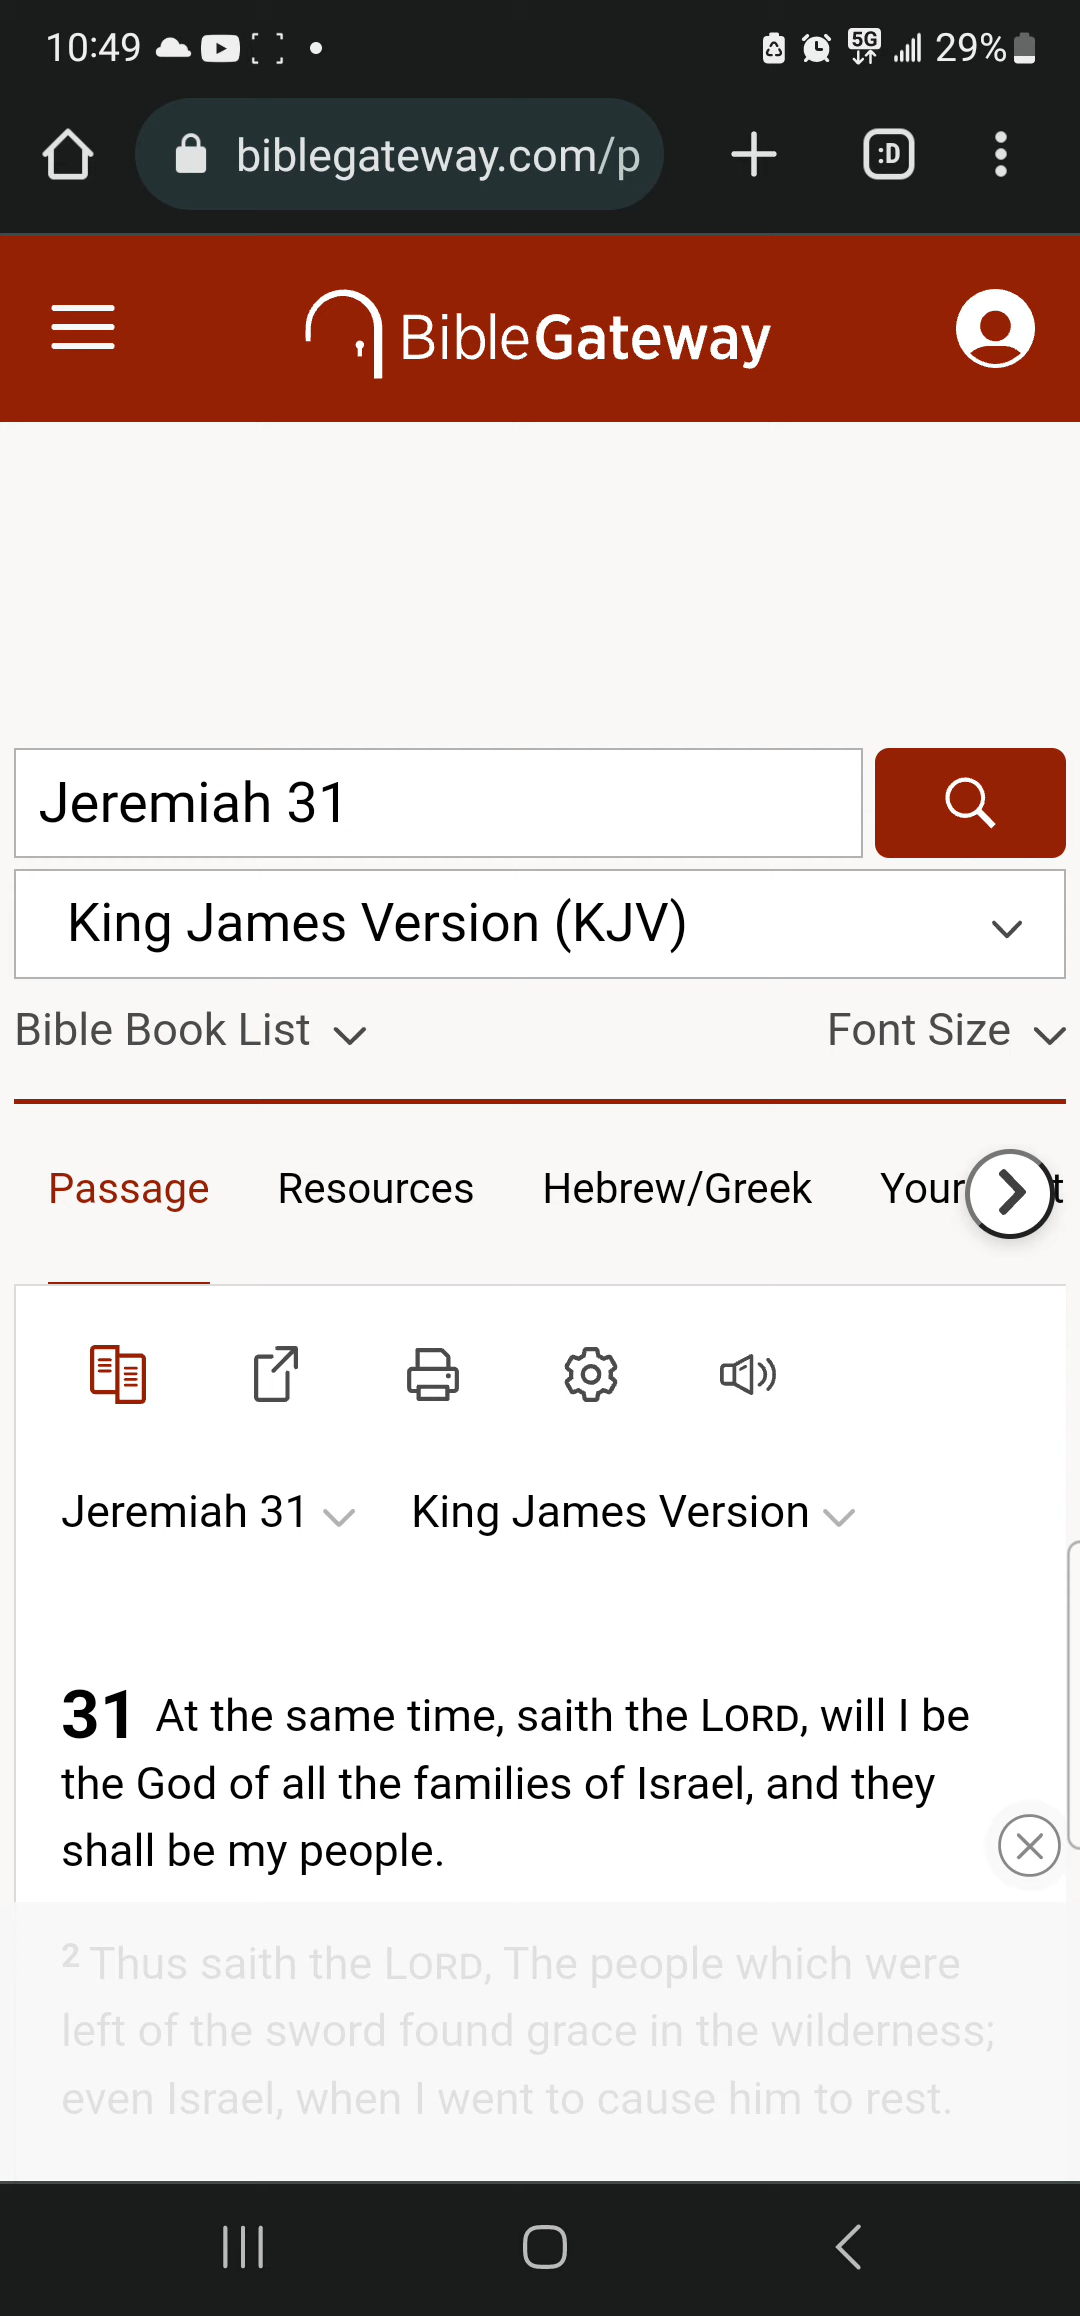 10:49 5G 29%
biblegateway.com/p :D
BibleGateway
Jeremiah 31
King James Version (KJV)
Bible Book List Font Size
Passage Resources Hebrew/Greek Your t
Jeremiah 31 King James Version
31 At the same time, saith the LORD, will I be
the God of all the families of Israel, and they
shall be my people.
2 Thus saith the LORD, The people which were
left of the sword found grace in the wilderness;
even Israel, when I went to cause him to rest.